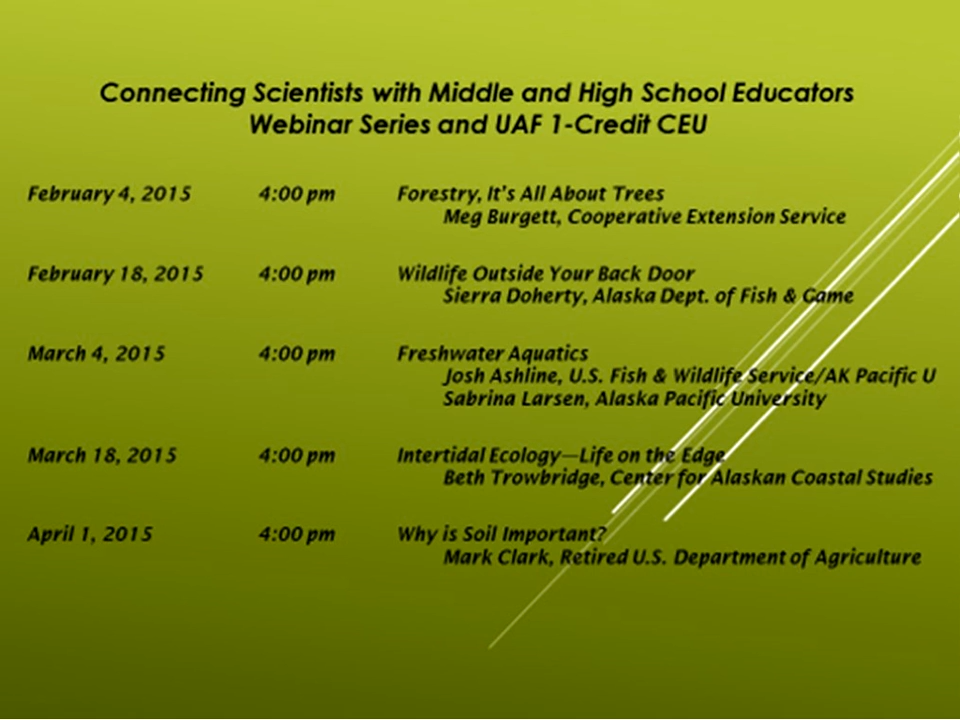 Connecting Scientists with Middle and High School Educators
Webinar Series and UAF 1-Credit CEU
February 4, 2015 4:00 pm Forestry, It's All About Trees
Meg Burgett, Cooperative Extension Service
February 18, 2015 4:00 pm Wildlife Outside Your Back Door
Sierra Doherty, Alaska Dept. of Fish & Game
March 4, 2015 4:00 pm Freshwater Aquatics
Josh Ashline, U.S. Fish & Wildlife Service/AK Pacific U
Sabrina Larsen, Alaska Pacific University
March 18, 2015 4:00 pm Intertidal Ecology—Life on the Edge
Beth Trowbridge, Center for Alaskan Coastal Studies
April 1, 2015 4:00 pm Why is Soil Important?
Mark Clark, Retired U.S. Department of Agriculture